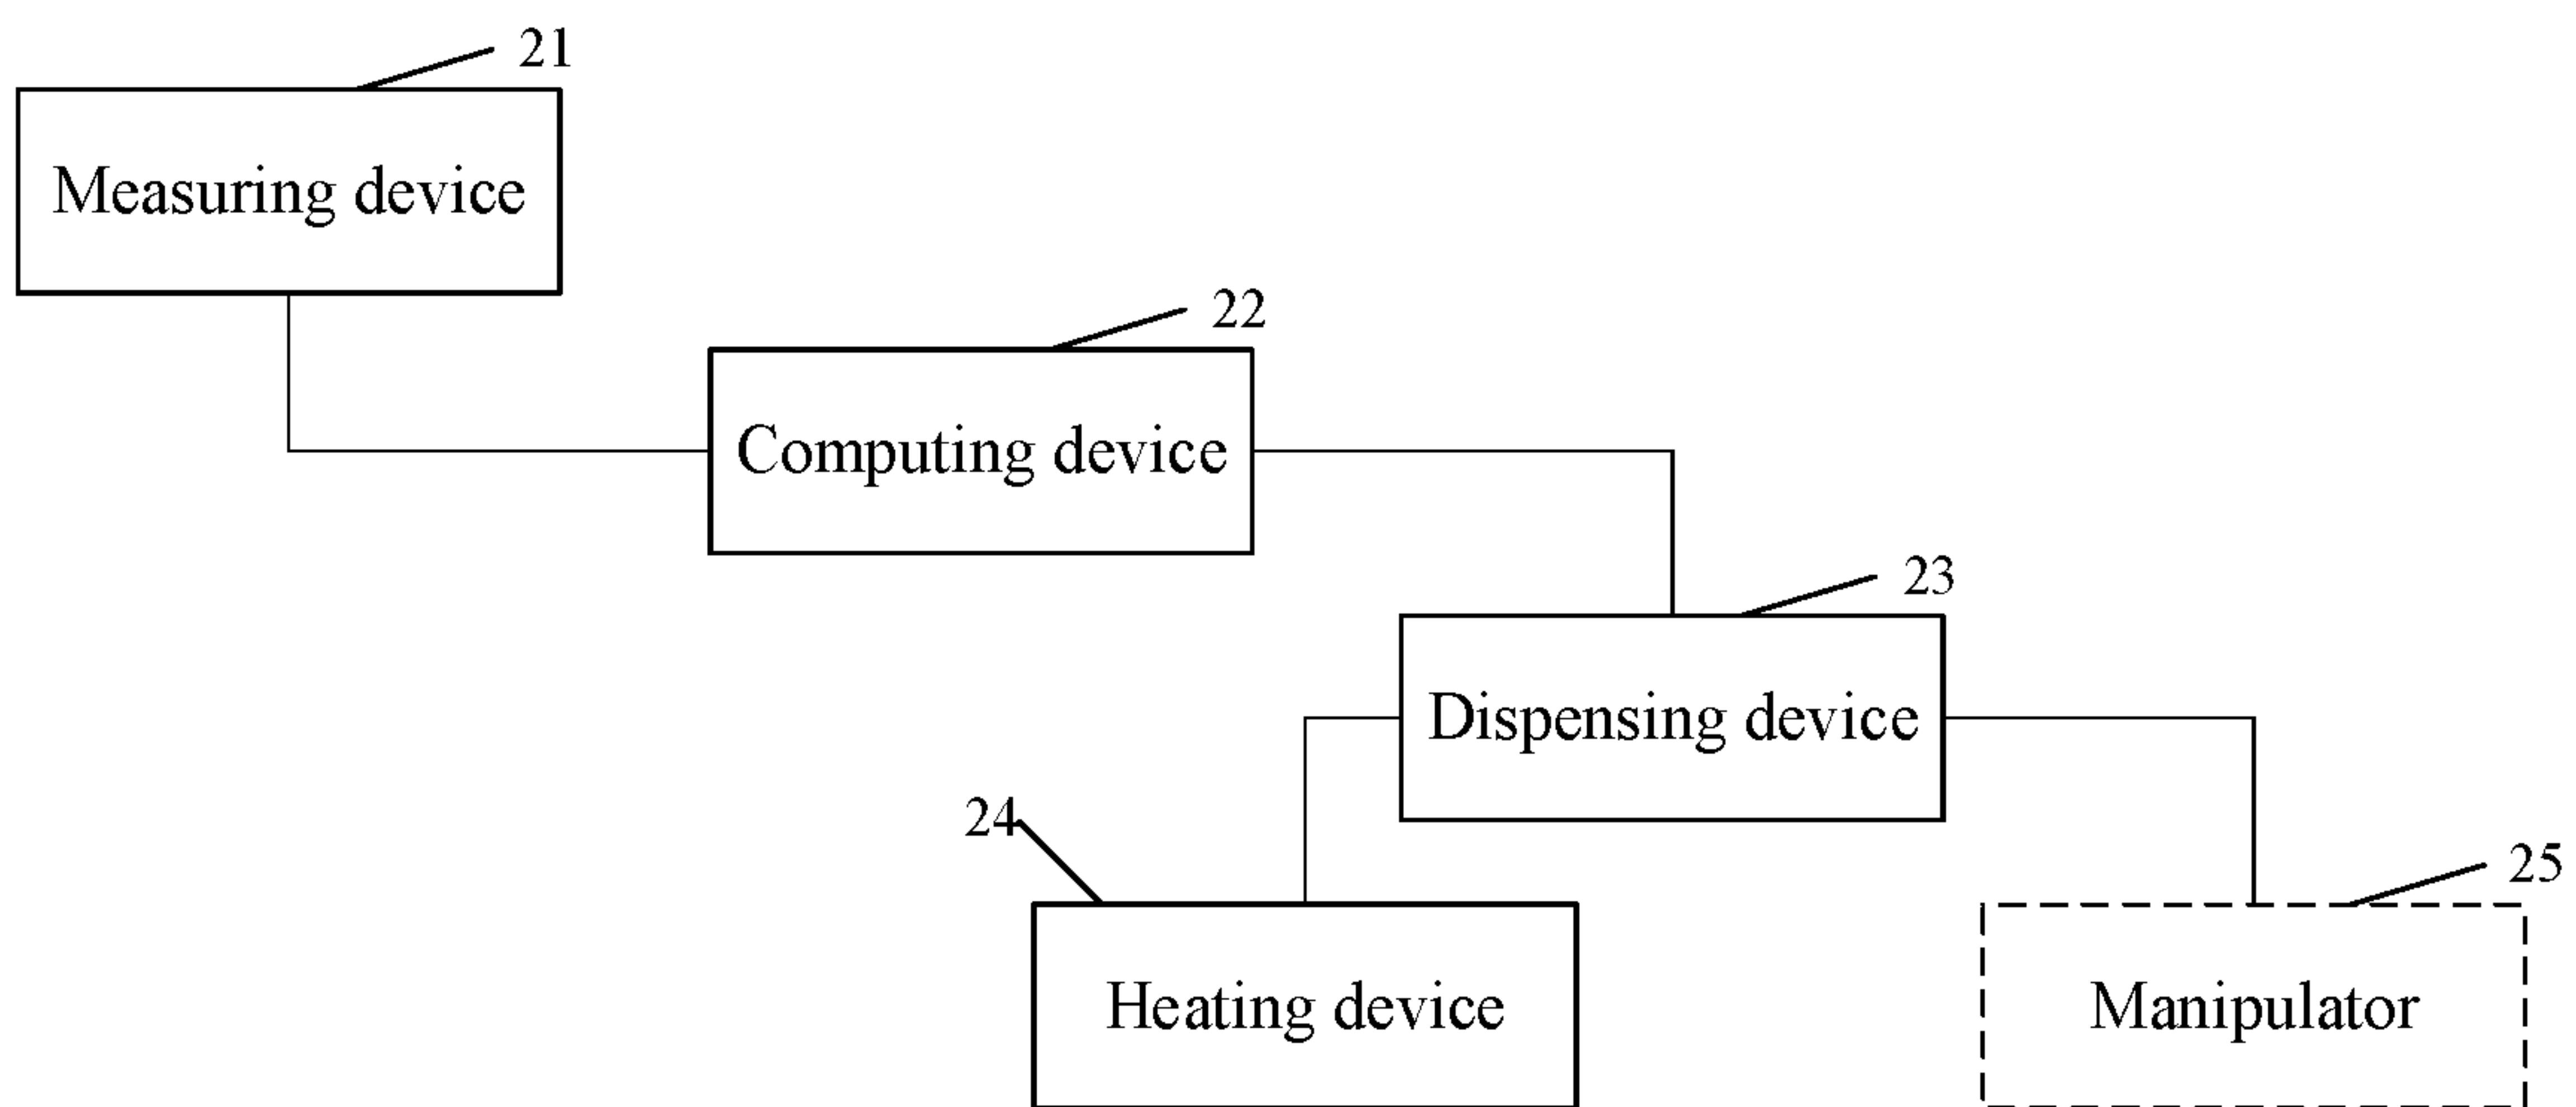 21
Measuring device
22
Computing device
23
Dispensing device
24
25
Heating device
Manipulator